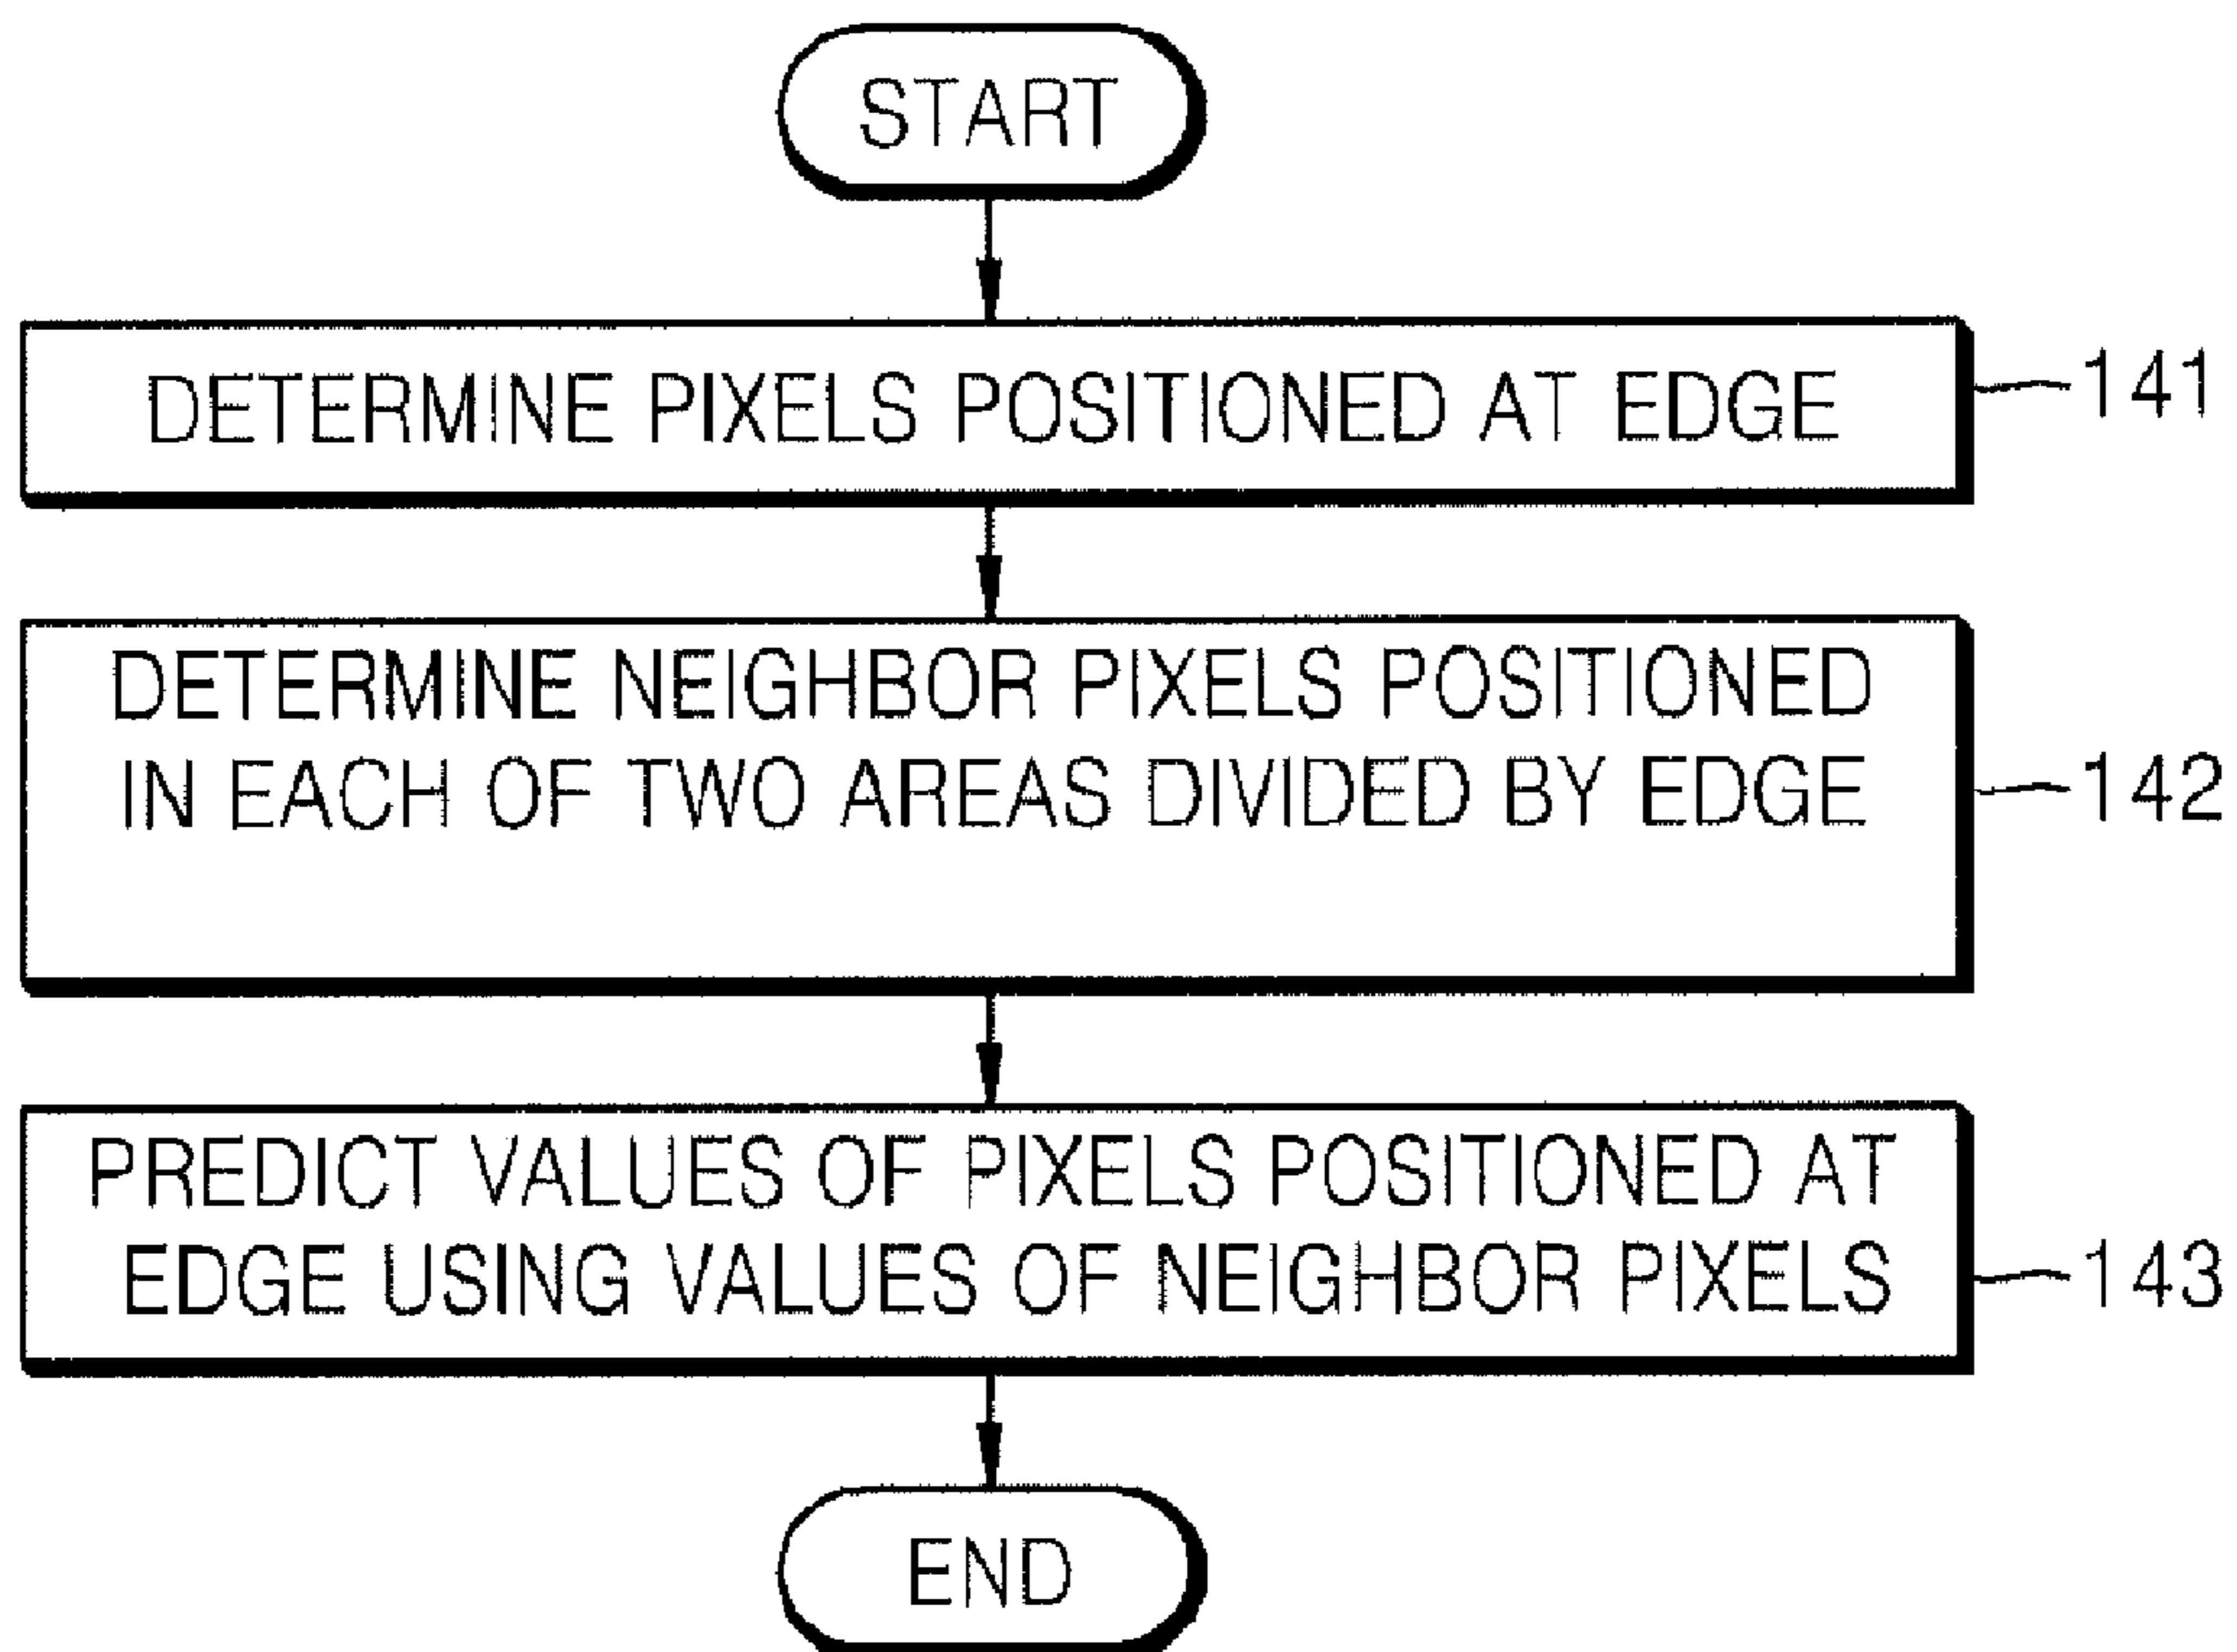 START
DETERMINE PIXELS POSITIONED AT EDGE
141
DETERMINE NEIGHBOR PIXELS POSITIONED
IN EACH OF TWO AREAS DIVIDED BY EDGE
142
PREDICT VALUES OF PIXELS POSITIONED AT
EDGE USING VALUES OF NEIGHBOR PIXELS
143
END